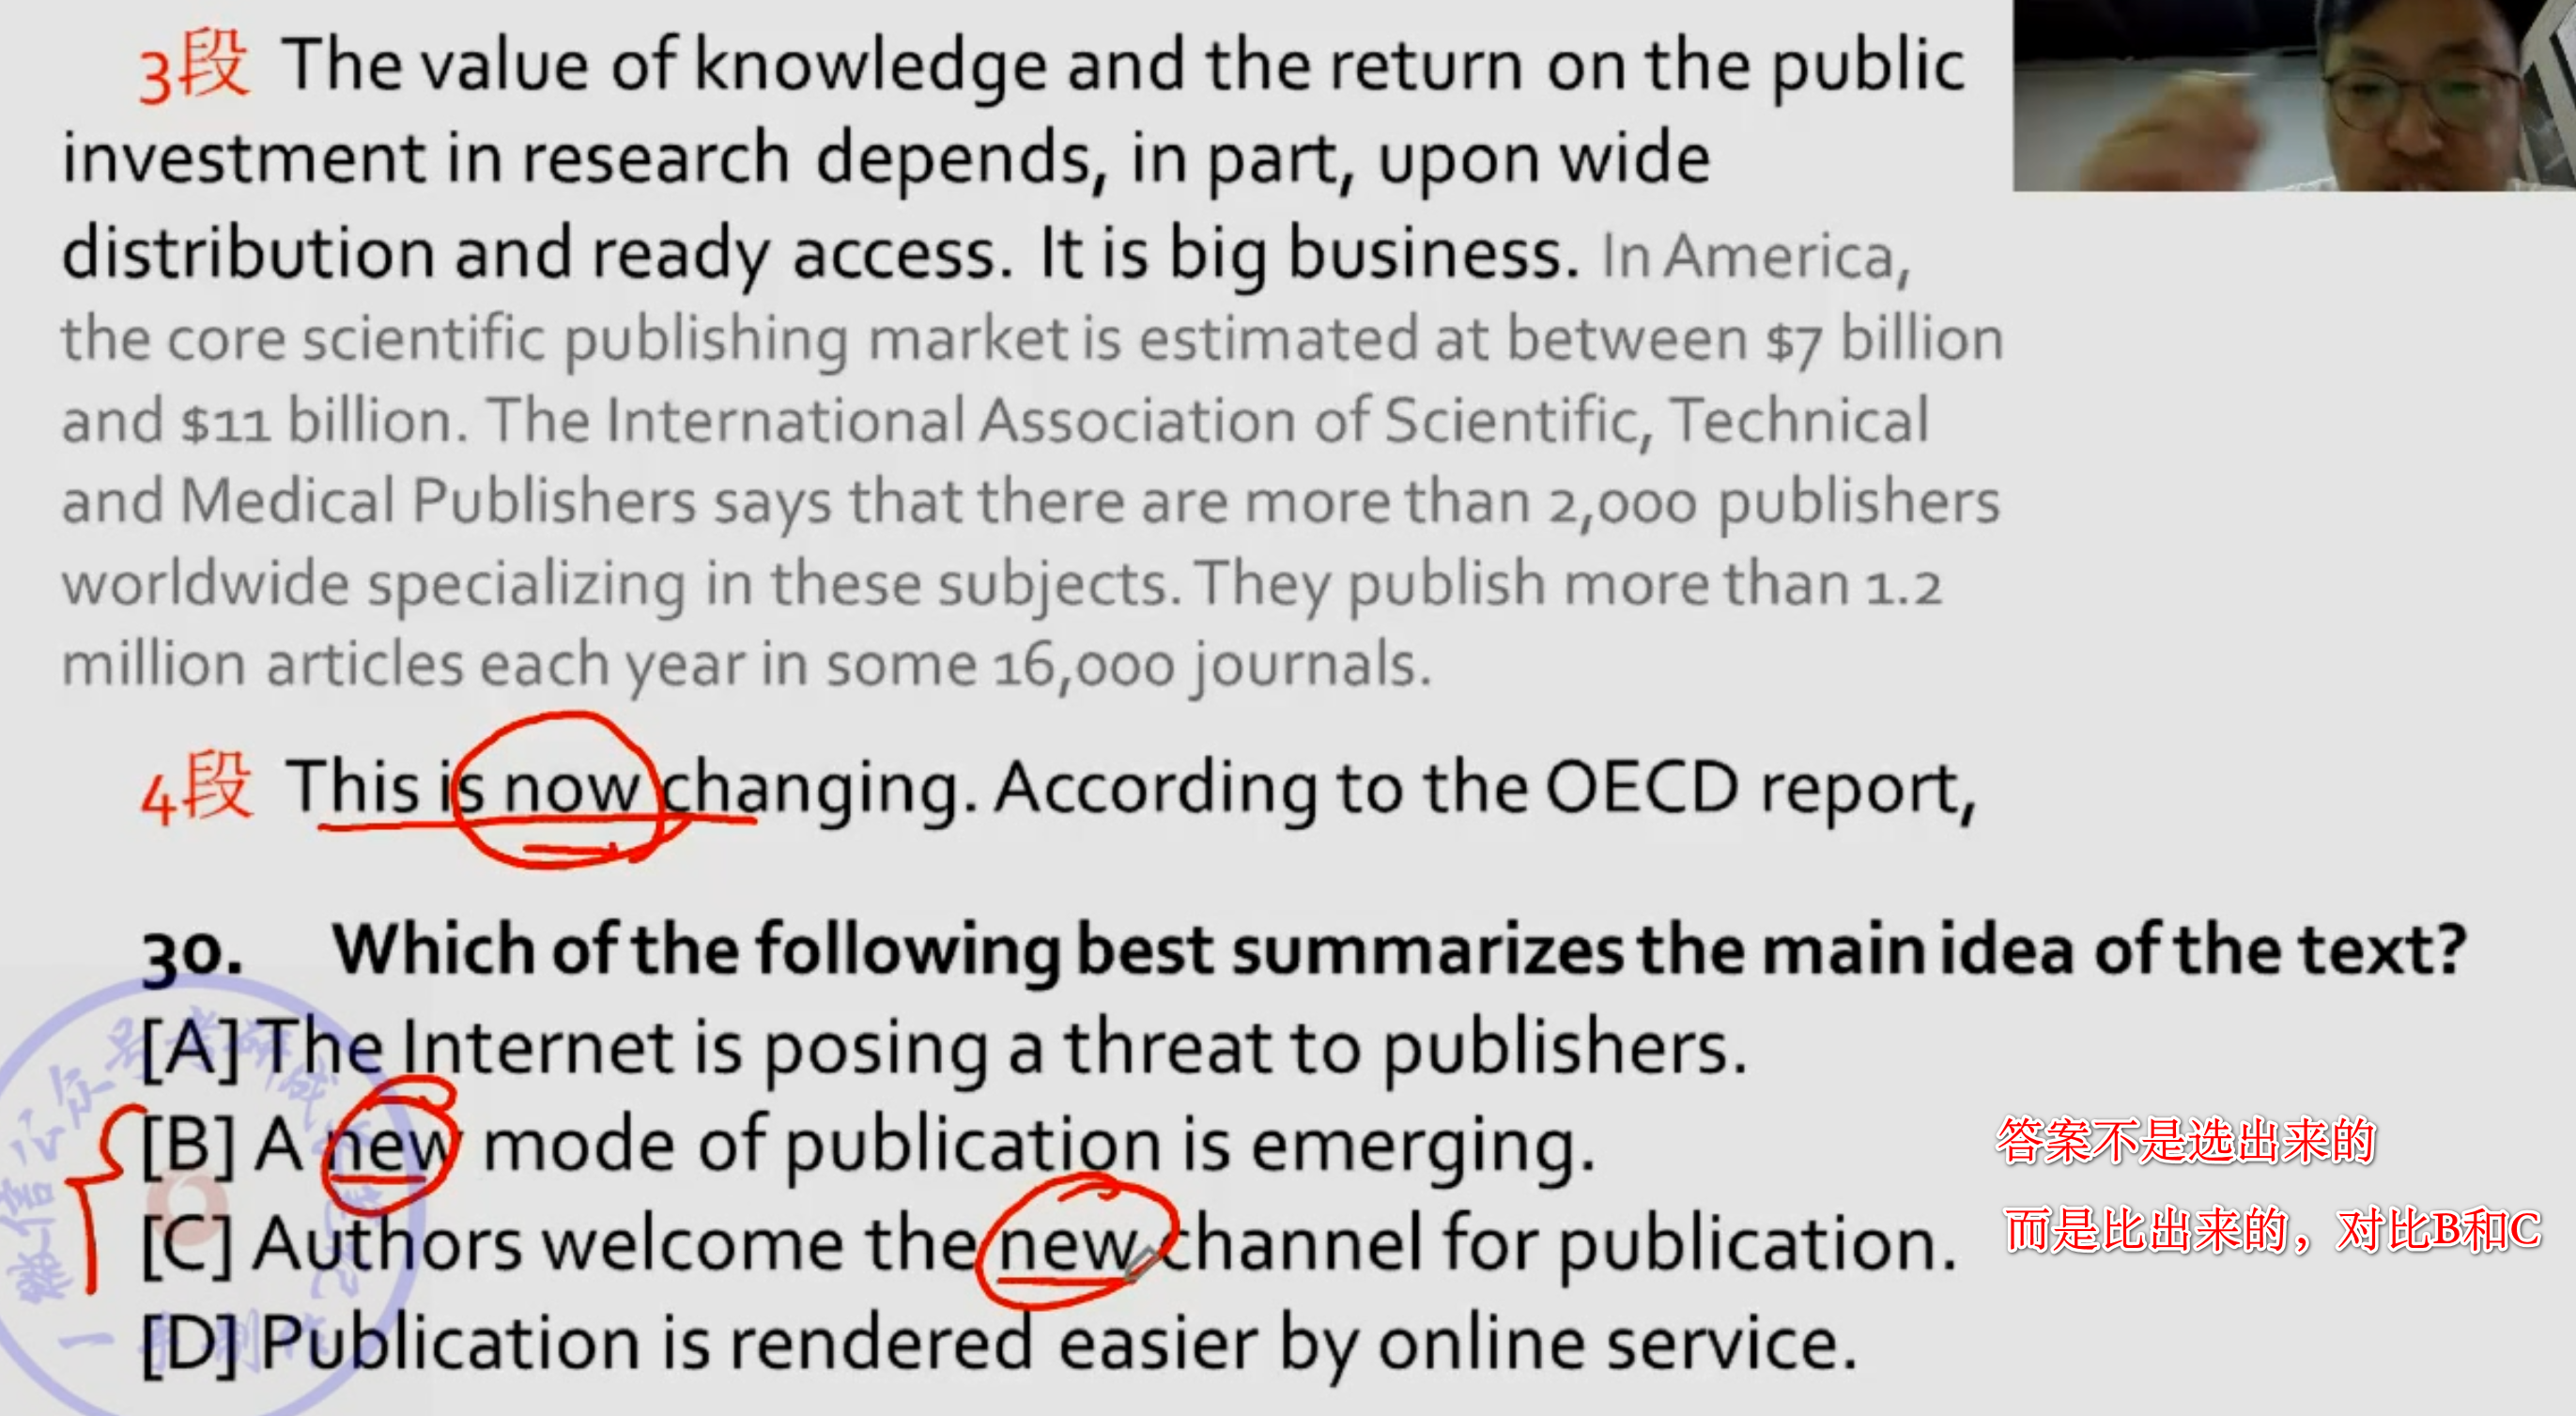 3段 The value of knowledge and the return on the public
investment in research depends, in part, upon wide
distribution and ready access. It is big business. In America,
the core scientific publishing market is estimated at between $7 billion
and $11 billion. The International Association of Scientific, Technical
and Medical Publishers says that there are more than 2,000 publishers
worldwide specializing in these subjects. They publish more than 1.2
million articles each year in some 16,000 journals.
4段 This is now changing. According to the OECD report,
30. Which of the following best summarizes the main idea of the text?
[A] The Internet is posing a threat to publishers.
[B] A new mode of publication is emerging.
[C] Authors welcome the new channel for publication.
[D] Publication is rendered easier by online service.
答案不是选出来的
而是比出来的，对比B和C